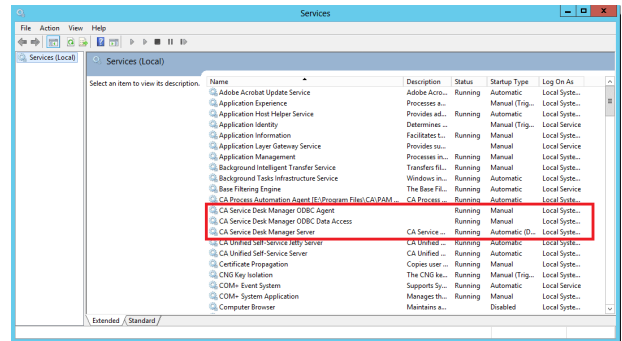 Services
File Action View Help
Services (Local)
Services (Local)
Select an item to view its description.
Name Description Status Startup Type Log On As
Adobe Acrobat Update Service Adobe Acro... Running Automatic Local Syste...
Application Experience Processes a... Manual (Trig... Local Syste...
Application Host Helper Service Provides ad... Running Automatic Local Syste...
Application Identity Determines ... Manual (Trig... Local Service
Application Information Facilitates t... Running Manual Local Syste...
Application Layer Gateway Service Provides su... Manual Local Service
Application Management Processes in... Running Manual Local Syste...
Background Intelligent Transfer Service Transfers fil... Running Manual Local Syste...
Background Tasks Infrastructure Service Windows in... Running Automatic Local Syste...
Base Filtering Engine The Base Fil... Running Automatic Local Service
CA Process Automation Agent [E:\Program Files\CA\PAM ... CA Process ... Running Automatic Local Syste...
CA Service Desk Manager ODBC Agent Running Manual Local Syste...
CA Service Desk Manager ODBC Data Access Running Manual Local Syste...
CA Service Desk Manager Server CA Service ... Running Automatic (D... Local Syste...
CA Unified Self-Service Jetty Server CA Unified ... Running Automatic Local Syste...
CA Unified Self-Service Server CA Unified ... Running Automatic Local Syste...
Certificate Propagation Copies user ... Running Manual Local Syste...
CNG Key Isolation The CNG ke... Running Manual (Trig... Local Syste...
COM+ Event System Supports Sy... Running Automatic Local Service
COM+ System Application Manages th... Running Manual Local Syste...
Computer Browser Maintains a... Disabled Local Syste...
Extended Standard